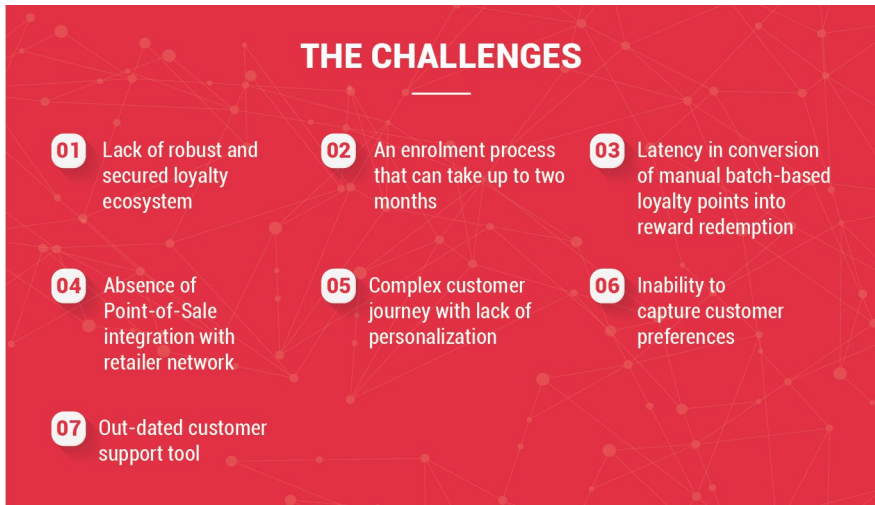 THE CHALLENGES
01
Lack of robust and
secured loyalty
ecosystem
02
An enrolment process
that can take up to two
months
03
Latency in conversion
of manual batch-based
loyalty points into
reward redemption
04
Absence of
Point-of-Sale
integration with
retailer network
05
Complex customer
journey with lack of
personalization
06
Inability to
capture customer
preferences
07
Out-dated customer
support tool